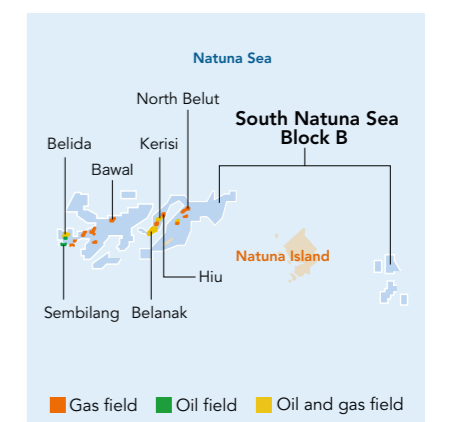 Natuna Sea
North Belut
South Natuna Sea
Block B
Belida
Kerisi
Bawal
Natuna Island
Hiu
Sembilang
Belanak
Gas field
Oil field
Oil and gas field